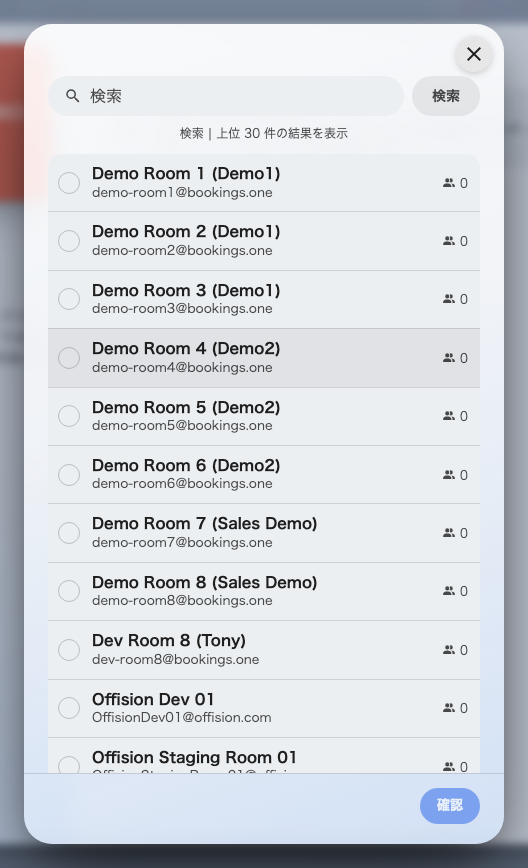 検索
検索
検索 | 上位 30 件の結果を表示
Demo Room 1 (Demo1)
demo-room1@bookings.one
0
Demo Room 2 (Demo1)
demo-room2@bookings.one
0
Demo Room 3 (Demo1)
demo-room3@bookings.one
0
Demo Room 4 (Demo2)
demo-room4@bookings.one
0
Demo Room 5 (Demo2)
demo-room5@bookings.one
0
Demo Room 6 (Demo2)
demo-room6@bookings.one
0
Demo Room 7 (Sales Demo)
demo-room7@bookings.one
0
Demo Room 8 (Sales Demo)
demo-room8@bookings.one
0
Dev Room 8 (Tony)
dev-room8@bookings.one
0
Offision Dev 01
OffisionDev01@offision.com
0
Offision Staging Room 01
0
確認